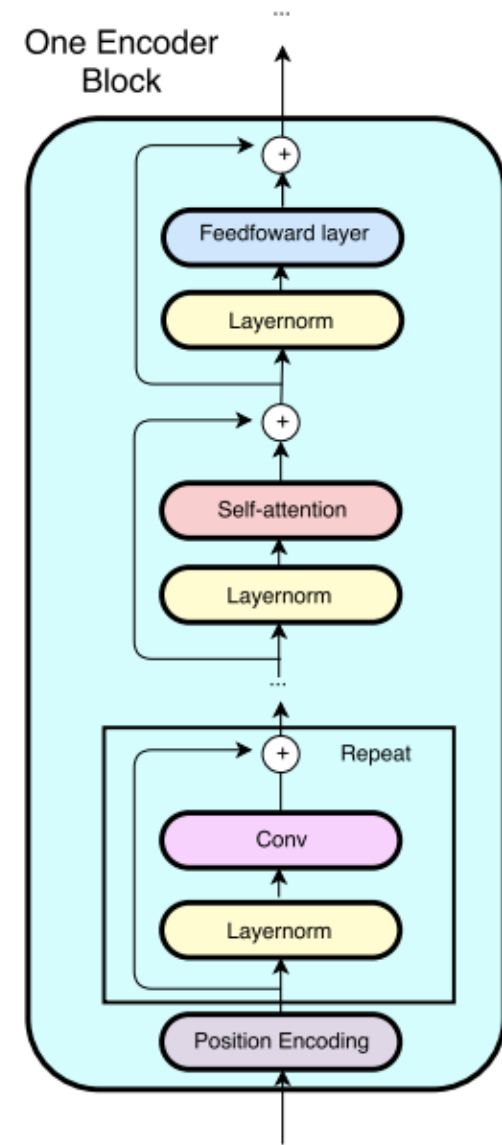 ...
One Encoder
Block
+
Feedfoward layer
Layernorm
+
Self-attention
Layernorm
...
+
Repeat
Conv
Layernorm
Position Encoding